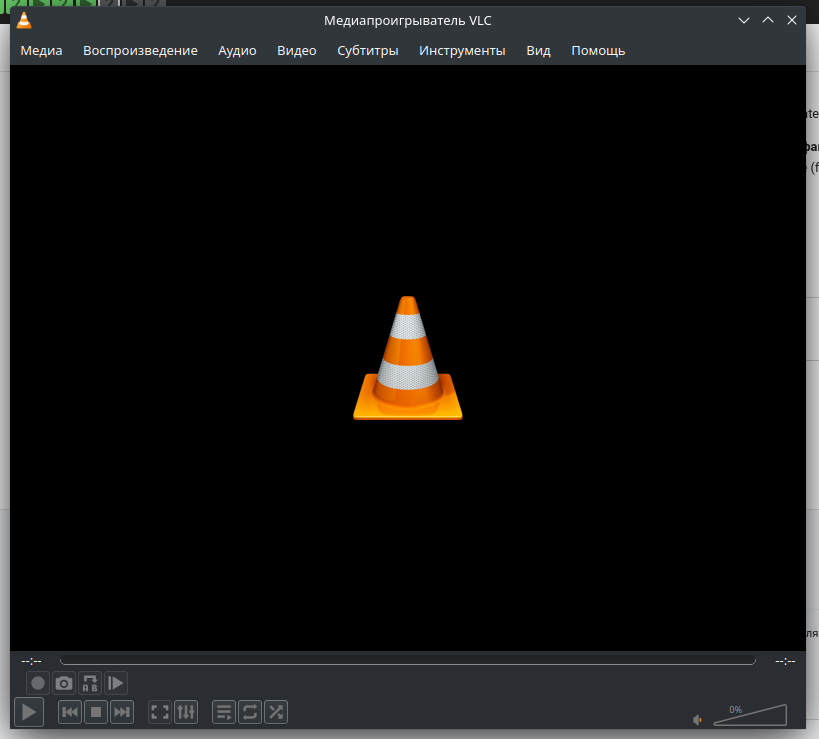 Медиапроигрыватель VLC
Медиа Воспроизведение Аудио Видео Субтитры Инструменты Вид Помощь
--:-- --:--
A B
0%